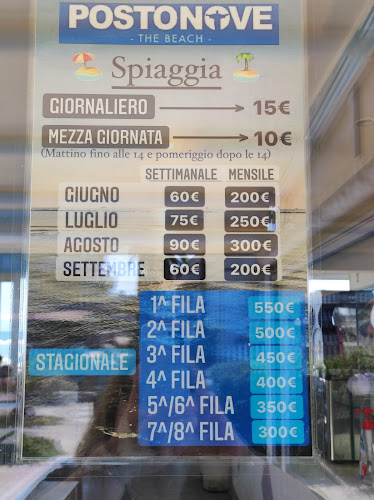 POSTONOVE
- THE BEACH -
Spiaggia
GIORNALIERO 15€
MEZZA GIORNATA 10€
(Mattino fino alle 14 e pomeriggio dopo le 14)
SETTIMANALE MENSILE
GIUGNO 60€ 200€
LUGLIO 75€ 250€
AGOSTO 90€ 300€
SETTEMBRE 60€ 200€
STAGIONALE
1^ FILA 550€
2^ FILA 500€
3^ FILA 450€
4^ FILA 400€
5^/6^ FILA 350€
7^/8^ FILA 300€